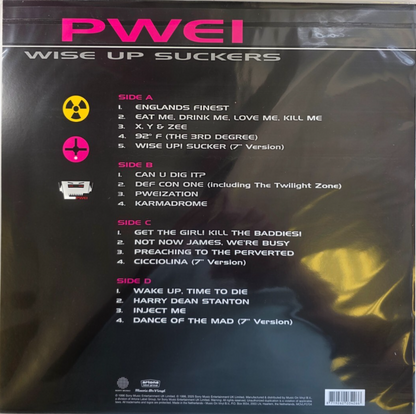 PWEI
WISE UP SUCKERS
SIDE A
1. ENGLANDS FINEST
2. EAT ME, DRINK ME, LOVE ME, KILL ME
3. X, Y & ZEE
4. 92° F (THE 3RD DEGREE)
5. WISE UP! SUCKER (7" Version)
SIDE B
1. CAN U DIG IT?
2. DEF CON ONE (including The Twilight Zone)
3. PWEIZATION
4. KARMADROME
SIDE C
1. GET THE GIRL! KILL THE BADDIES!
2. NOT NOW JAMES, WE'RE BUSY
3. PREACHING TO THE PERVERTED
4. CICCIOLINA (7" Version)
SIDE D
1. WAKE UP, TIME TO DIE
2. HARRY DEAN STANTON
3. INJECT ME
4. DANCE OF THE MAD (7" Version)
Music On Vinyl